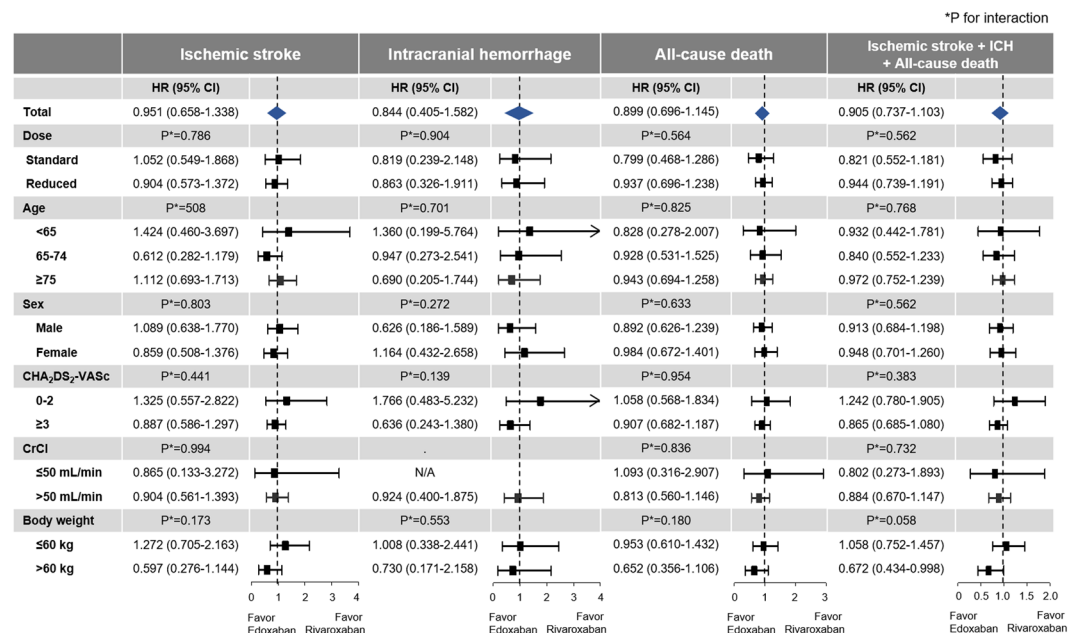 *P for interaction
Ischemic stroke Intracranial hemorrhage All-cause death Ischemic stroke + ICH + All-cause death
HR (95% CI) HR (95% CI) HR (95% CI) HR (95% CI)
Total 0.951 (0.658-1.338) 0.844 (0.405-1.582) 0.899 (0.696-1.145) 0.905 (0.737-1.103)
Dose P*=0.786 P*=0.904 P*=0.564 P*=0.562
Standard 1.052 (0.549-1.868) 0.819 (0.239-2.148) 0.799 (0.468-1.286) 0.821 (0.552-1.181)
Reduced 0.904 (0.573-1.372) 0.863 (0.326-1.911) 0.937 (0.696-1.238) 0.944 (0.739-1.191)
Age P*=508 P*=0.701 P*=0.825 P*=0.768
<65 1.424 (0.460-3.697) 1.360 (0.199-5.764) 0.828 (0.278-2.007) 0.932 (0.442-1.781)
65-74 0.612 (0.282-1.179) 0.947 (0.273-2.541) 0.928 (0.531-1.525) 0.840 (0.552-1.233)
≥75 1.112 (0.693-1.713) 0.690 (0.205-1.744) 0.943 (0.694-1.258) 0.972 (0.752-1.239)
Sex P*=0.803 P*=0.272 P*=0.633 P*=0.562
Male 1.089 (0.638-1.770) 0.626 (0.186-1.589) 0.892 (0.626-1.239) 0.913 (0.684-1.198)
Female 0.859 (0.508-1.376) 1.164 (0.432-2.658) 0.984 (0.672-1.401) 0.948 (0.701-1.260)
CHA₂DS₂-VASc P*=0.441 P*=0.139 P*=0.954 P*=0.383
0-2 1.325 (0.557-2.822) 1.766 (0.483-5.232) 1.058 (0.568-1.834) 1.242 (0.780-1.905)
≥3 0.887 (0.586-1.297) 0.636 (0.243-1.380) 0.907 (0.682-1.187) 0.865 (0.685-1.080)
CrCl P*=0.994 . P*=0.836 P*=0.732
≤50 mL/min 0.865 (0.133-3.272) N/A 1.093 (0.316-2.907) 0.802 (0.273-1.893)
>50 mL/min 0.904 (0.561-1.393) 0.924 (0.400-1.875) 0.813 (0.560-1.146) 0.884 (0.670-1.147)
Body weight P*=0.173 P*=0.553 P*=0.180 P*=0.058
≤60 kg 1.272 (0.705-2.163) 1.008 (0.338-2.441) 0.953 (0.610-1.432) 1.058 (0.752-1.457)
>60 kg 0.597 (0.276-1.144) 0.730 (0.171-2.158) 0.652 (0.356-1.106) 0.672 (0.434-0.998)
0 1 2 3 4 0 1 2 3 4 0 1 2 3 0 0.5 1.0 1.5 2.0
Favor Favor Favor Favor Favor Favor Favor Favor
Edoxaban Rivaroxaban Edoxaban Rivaroxaban Edoxaban Rivaroxaban Edoxaban Rivaroxaban